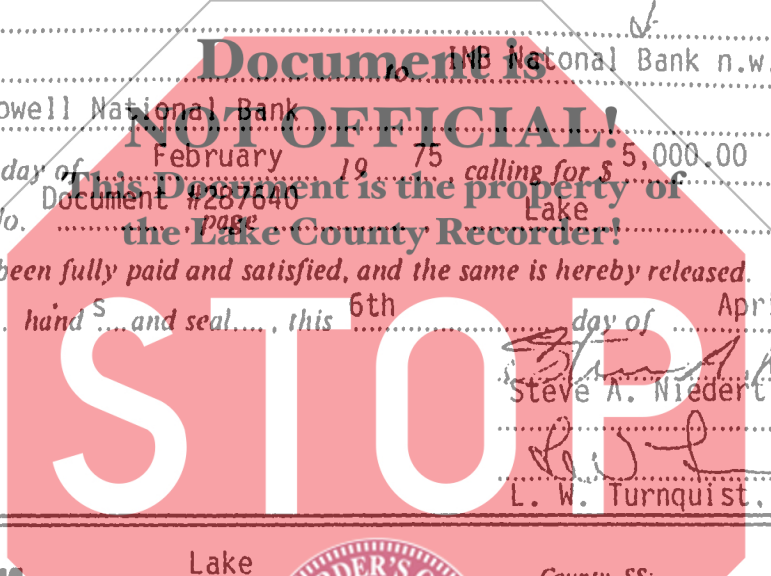 Document is
to INB Natonal Bank n.w.
owell National Bank
NOT OFFICIAL!
day of February 19 75, calling for $ 5,000.00
This Document is the property of
No. Document #287640 page Lake
the Lake County Recorder!
been fully paid and satisfied, and the same is hereby released.
hand s and seal , this 6th day of Apri
STOP
Steve A. Niedert
L. W. Turnquist,
Lake County, SS: